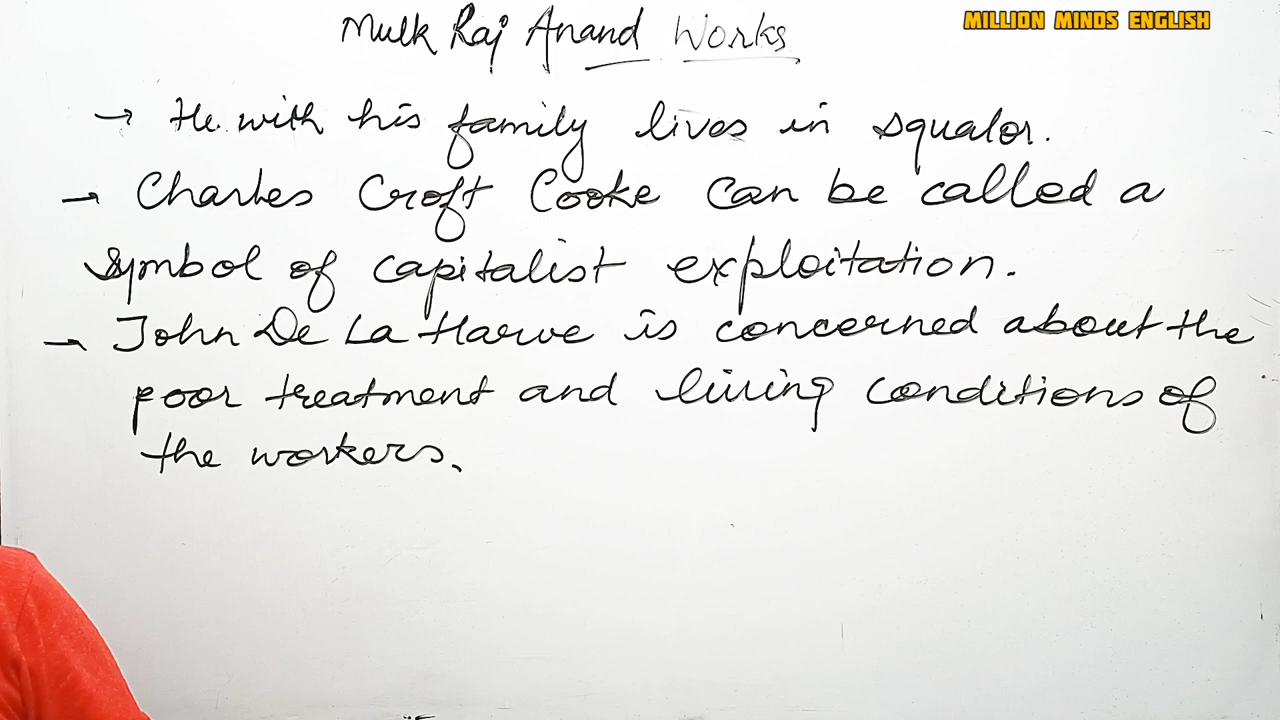 MILLION MINDS ENGLISH
Mulk Raj Anand Works
→ He with his family lives in squalor.
→ Charles Croft Cooke can be called a
symbol of capitalist exploitation.
→ John De La Harve is concerned about the
poor treatment and living conditions of
the workers.